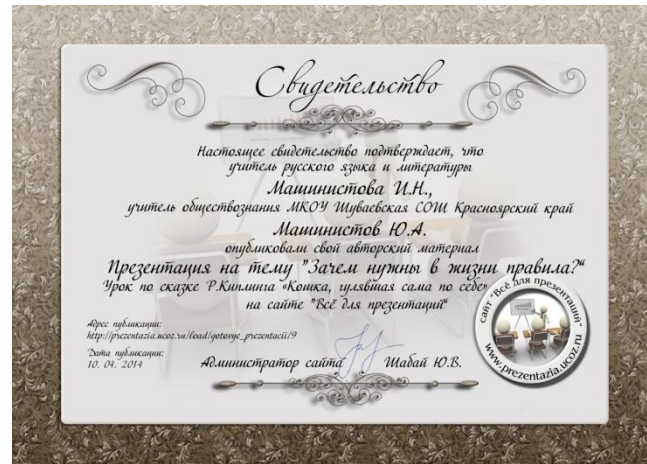 Свидетельство
Настоящее свидетельство подтверждает, что
учитель русского языка и литературы
Машинистова И.Н.,
учитель обществознания МКОУ Шуваевская СОШ Красноярский край
Машинистов Ю.А.
опубликовали свой авторский материал
Презентация на тему "Зачем нужны в жизни правила?"
Урок по сказке Р.Киплинга «Кошка, гулявшая сама по себе»
на сайте "Всё для презентаций"
Адрес публикации:
http://prezentazia.ucoz.ru/load/gotovye_prezentacii/9
Дата публикации:
10. 04. 2014
Администратор сайта Шабай Ю.В.
сайт "Всё для презентаций"
www.prezentazia.ucoz.ru